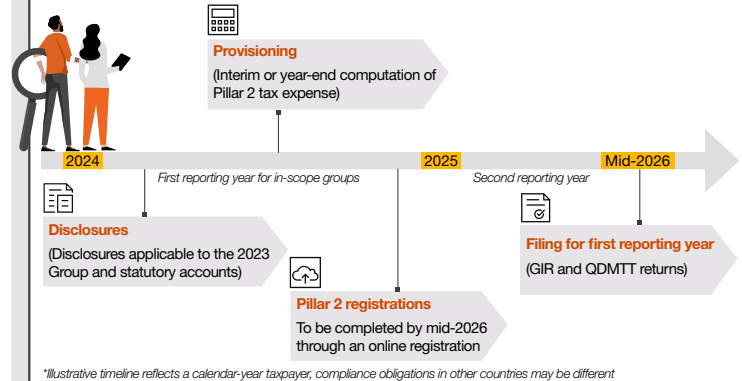 Provisioning
(Interim or year-end computation of
Pillar 2 tax expense)
2024
2025
Mid-2026
First reporting year for in-scope groups
Second reporting year
Disclosures
(Disclosures applicable to the 2023
Group and statutory accounts)
Filing for first reporting year
(GIR and QDMTT returns)
Pillar 2 registrations
To be completed by mid-2026
through an online registration
*Illustrative timeline reflects a calendar-year taxpayer, compliance obligations in other countries may be different